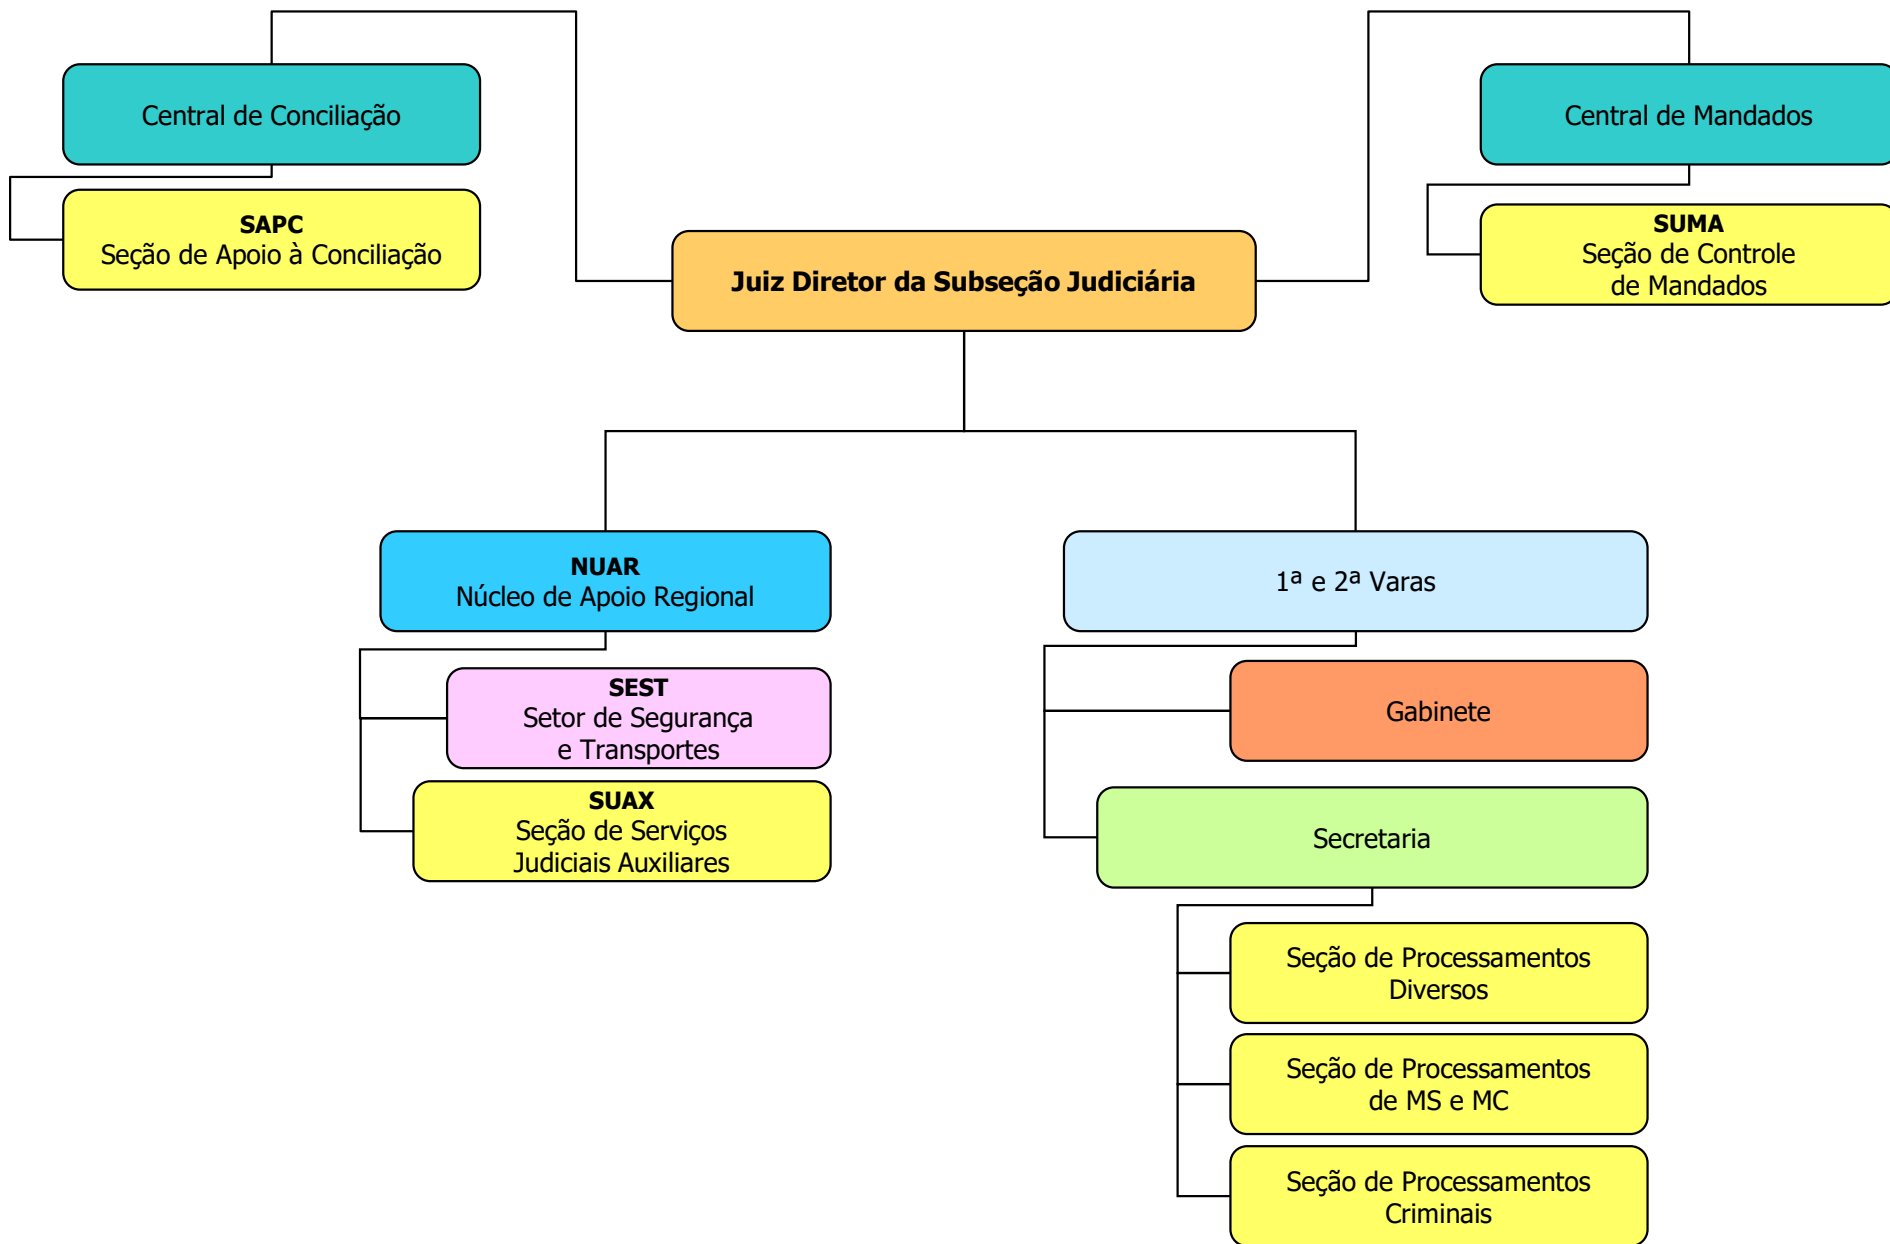 Central de Conciliação
SAPC
Seção de Apoio à Conciliação
Central de Mandados
SUMA
Seção de Controle
de Mandados
Juiz Diretor da Subseção Judiciária
NUAR
Núcleo de Apoio Regional
SEST
Setor de Segurança
e Transportes
SUAX
Seção de Serviços
Judiciais Auxiliares
1ª e 2ª Varas
Gabinete
Secretaria
Seção de Processamentos
Diversos
Seção de Processamentos
de MS e MC
Seção de Processamentos
Criminais